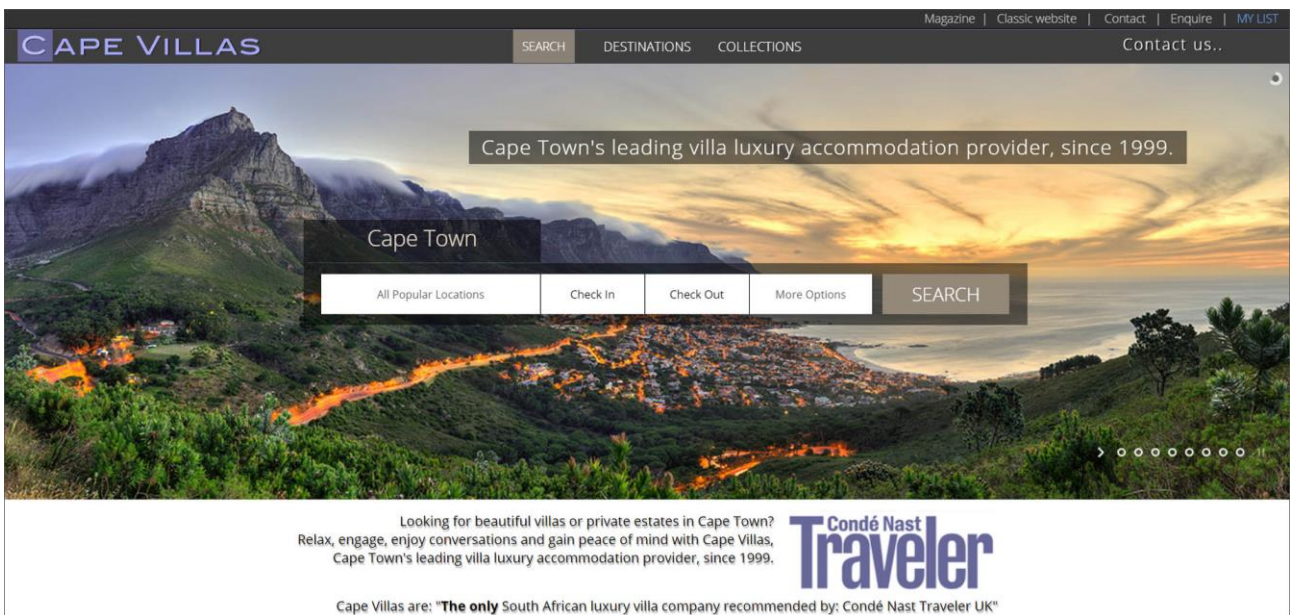 Magazine | Classic website | Contact | Enquire | MY LIST
CAPE VILLAS SEARCH DESTINATIONS COLLECTIONS Contact us..
Cape Town's leading villa luxury accommodation provider, since 1999.
Cape Town
All Popular Locations Check In Check Out More Options SEARCH
Looking for beautiful villas or private estates in Cape Town?
Relax, engage, enjoy conversations and gain peace of mind with Cape Villas,
Cape Town's leading villa luxury accommodation provider, since 1999.
Condé Nast
Traveler
Cape Villas are: "The only South African luxury villa company recommended by: Condé Nast Traveler UK"